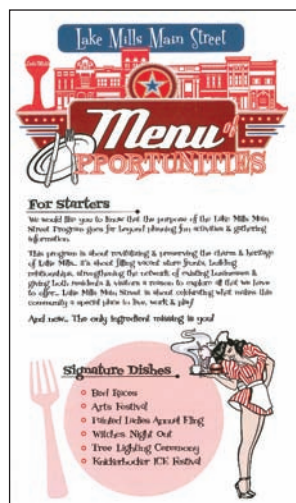 Lake Mills Main Street
Lake Mills
Menu of
OPPORTUNITIES
For Starters
We would like you to know that the purpose of the Lake Mills Main
Street Program goes far beyond planning fun activities & gathering
information.
This program is about revitalizing & preserving the charm & heritage
of Lake Mills... it's about filling vacant store fronts, building
relationships, strengthening the network of existing businesses &
giving both residents & visitors a reason to explore all that we have
to offer... Lake Mills Main Street is about celebrating what makes this
community a special place to live, work & play!
And now... The only ingredient missing is you!
Signature Dishes
Arts Festival
Painted Ladies Annual Fling
Witches Night Out
Tree Lighting Ceremony
Knickerbocker ICE Festival